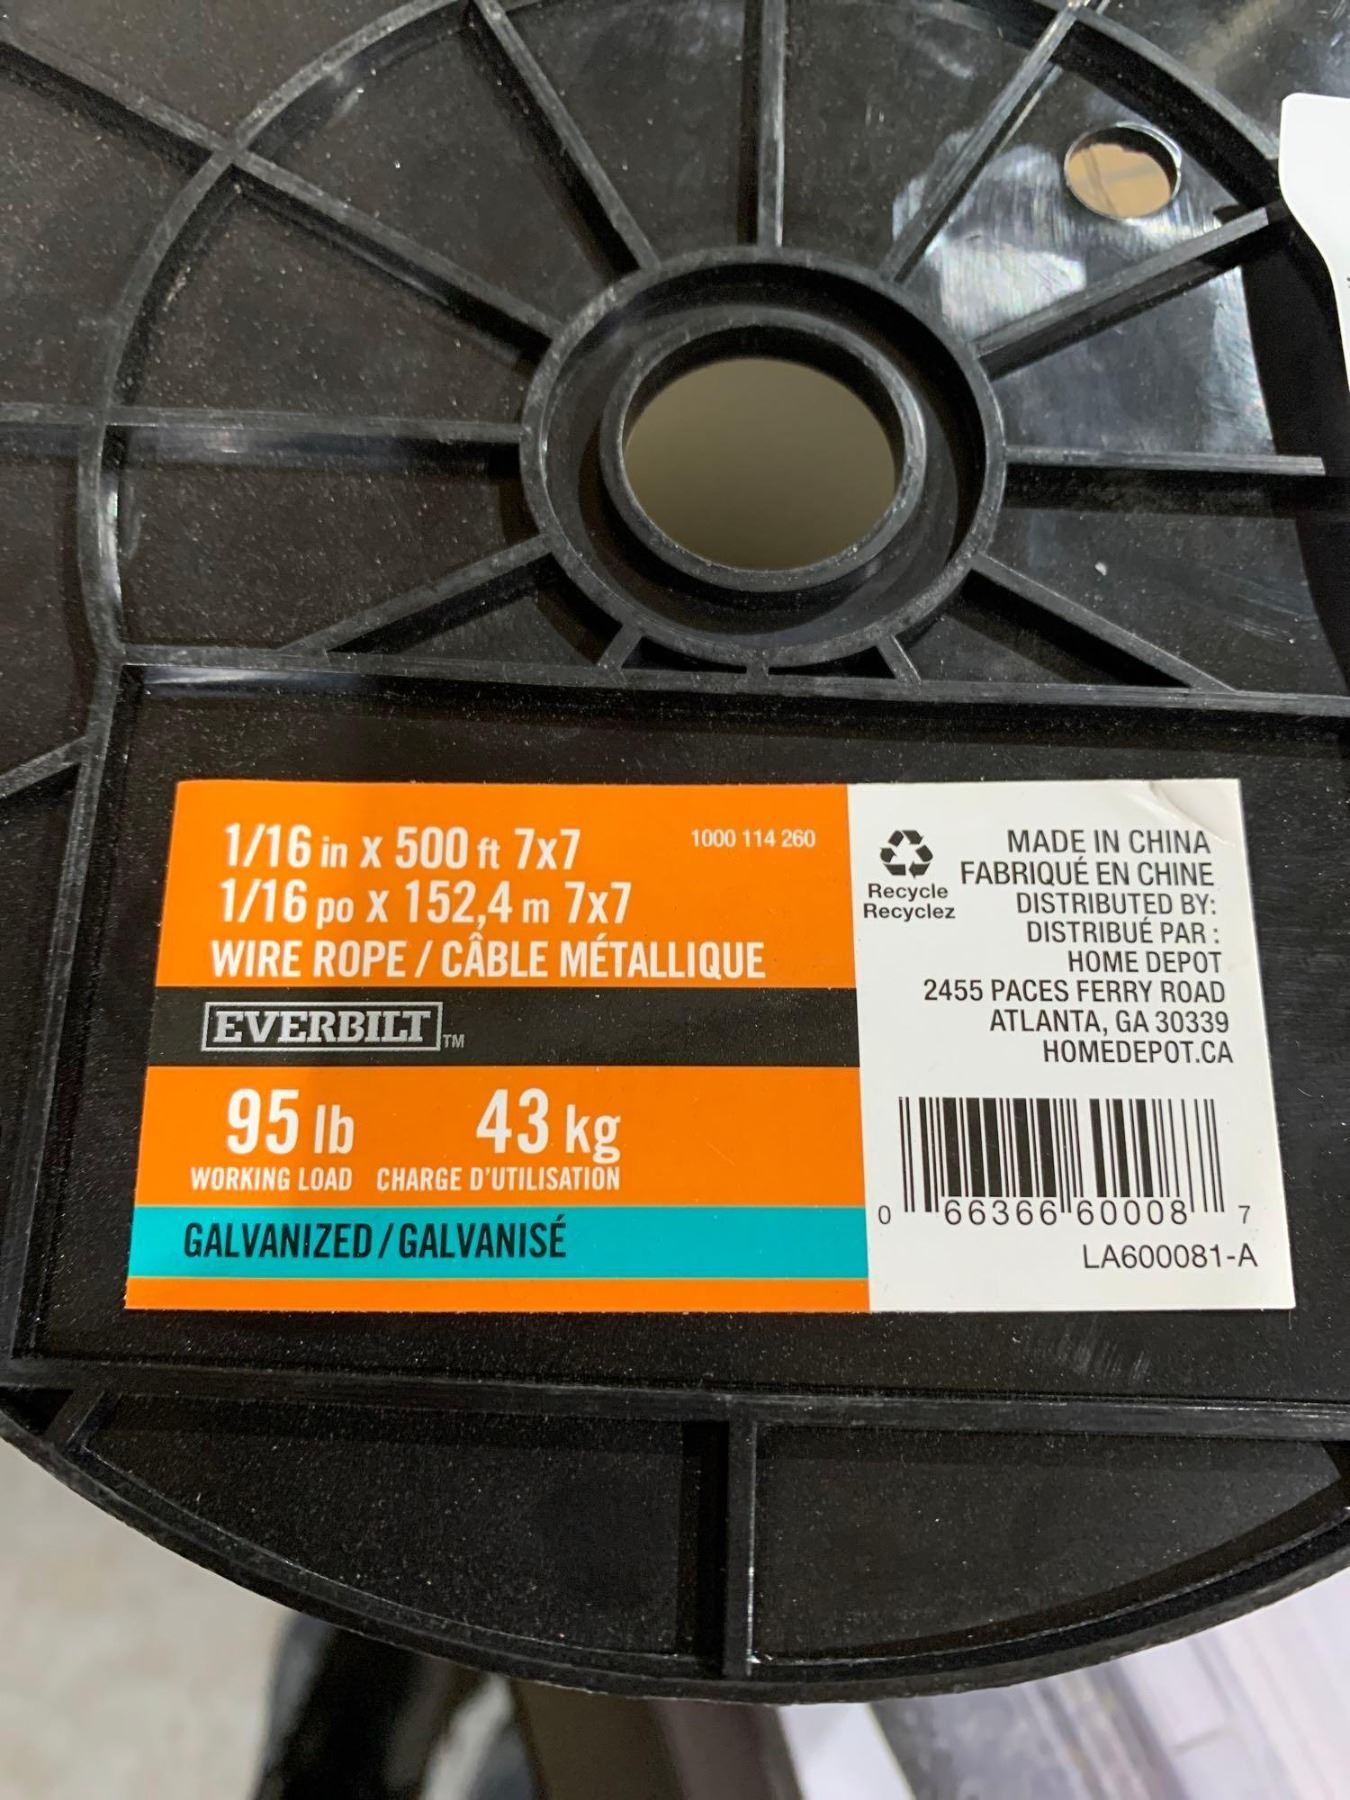 1/16 in x 500 ft 7x7
1000 114 260
1/16 po x 152,4 m 7x7
WIRE ROPE / CÂBLE MÉTALLIQUE
EVERBILT™
95 lb 43 kg
WORKING LOAD CHARGE D'UTILISATION
GALVANIZED / GALVANISÉ
Recycle
Recyclez
MADE IN CHINA
FABRIQUÉ EN CHINE
DISTRIBUTED BY:
DISTRIBUÉ PAR :
HOME DEPOT
2455 PACES FERRY ROAD
ATLANTA, GA 30339
HOMEDEPOT.CA
0 66366 60008 7
LA600081-A